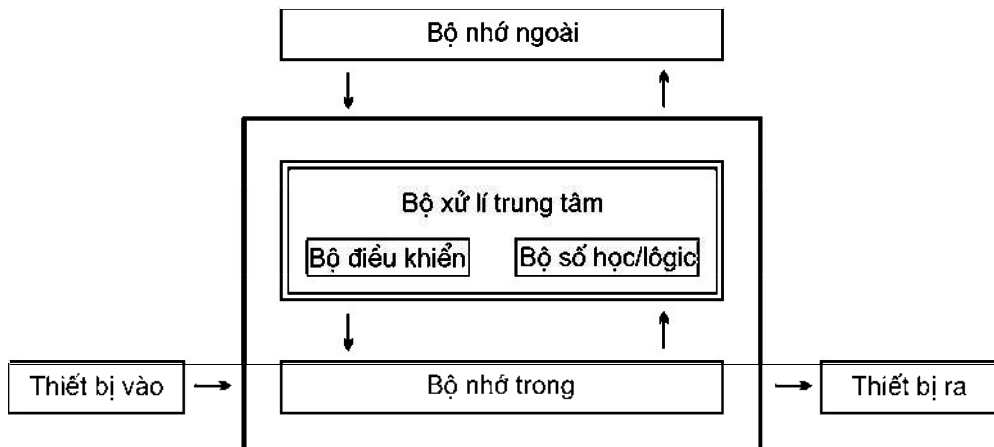 Bộ nhớ ngoài
Bộ xử lí trung tâm
Bộ điều khiển
Bộ số học/lôgic
Thiết bị vào
Bộ nhớ trong
Thiết bị ra